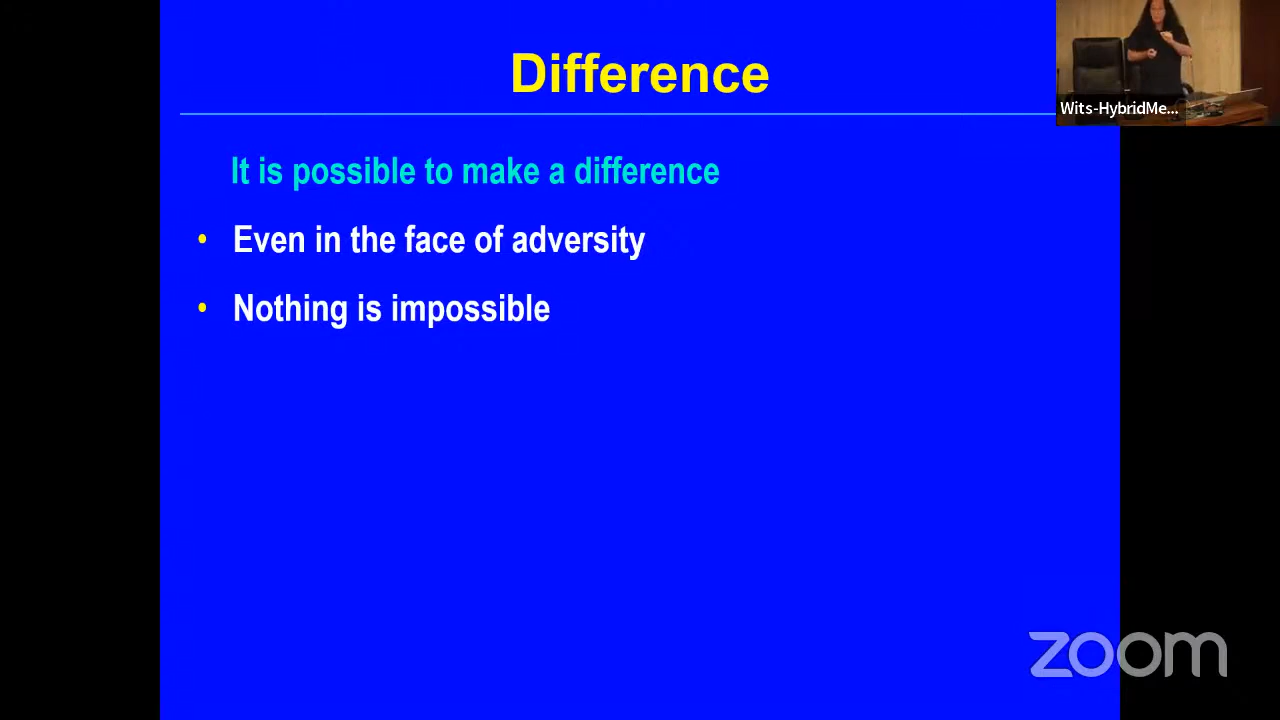 Difference
Wits-HybridMe...
It is possible to make a difference
• Even in the face of adversity
• Nothing is impossible
zoom